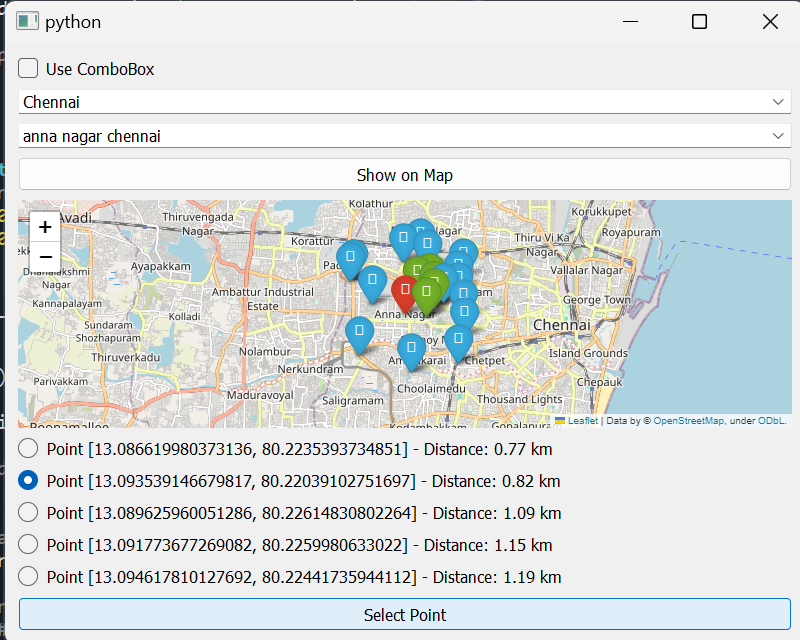 python
Use ComboBox
Chennai
anna nagar chennai
Show on Map
Kolathur
+
−
Avadi
Thiruvengada
Nagar
Korattur
Korukkupet
Royapuram
Thiru Vi Ka
Nagar
Ayapakkam
Vallalar Nagar
Kannapalayam
Ambattur Industrial
Estate
George Town
Kolladi
Anna Nagar
Sundaram
Shozhapuram
Chennai
Thiruverkadu
Nolambur
Nerkundram
Chetpet
Island Grounds
Parivakkam
Maduravoyal
Choolaimedu
Chepauk
Saligramam
Thousand Lights
Leaflet | Data by © OpenStreetMap, under ODbL.
Point [13.086619980373136, 80.2235393734851] - Distance: 0.77 km
Point [13.093539146679817, 80.22039102751697] - Distance: 0.82 km
Point [13.089625960051286, 80.22614830802264] - Distance: 1.09 km
Point [13.091773677269082, 80.2259980633022] - Distance: 1.15 km
Point [13.094617810127692, 80.22441735944112] - Distance: 1.19 km
Select Point